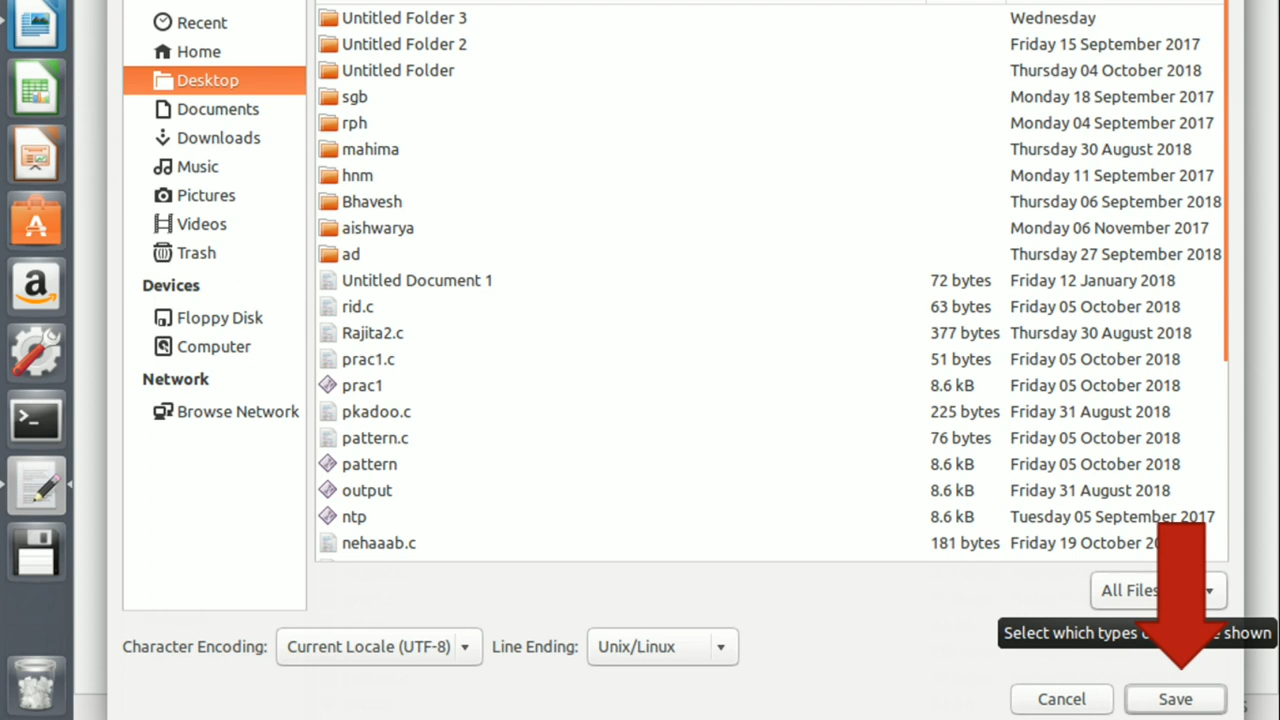 Recent
Home
Desktop
Documents
Downloads
Music
Pictures
Videos
Trash
Devices
Floppy Disk
Computer
Network
Browse Network
Untitled Folder 3 Wednesday
Untitled Folder 2 Friday 15 September 2017
Untitled Folder Thursday 04 October 2018
sgb Monday 18 September 2017
rph Monday 04 September 2017
mahima Thursday 30 August 2018
hnm Monday 11 September 2017
Bhavesh Thursday 06 September 2018
aishwarya Monday 06 November 2017
ad Thursday 27 September 2018
Untitled Document 1 72 bytes Friday 12 January 2018
rid.c 63 bytes Friday 05 October 2018
Rajita2.c 377 bytes Thursday 30 August 2018
prac1.c 51 bytes Friday 05 October 2018
prac1 8.6 kB Friday 05 October 2018
pkadoo.c 225 bytes Friday 31 August 2018
pattern.c 76 bytes Friday 05 October 2018
pattern 8.6 kB Friday 05 October 2018
output 8.6 kB Friday 31 August 2018
ntp 8.6 kB Tuesday 05 September 2017
nehaaab.c 181 bytes Friday 19 October
All Files
Character Encoding: Current Locale (UTF-8) Line Ending: Unix/Linux
Select which types shown
Cancel Save